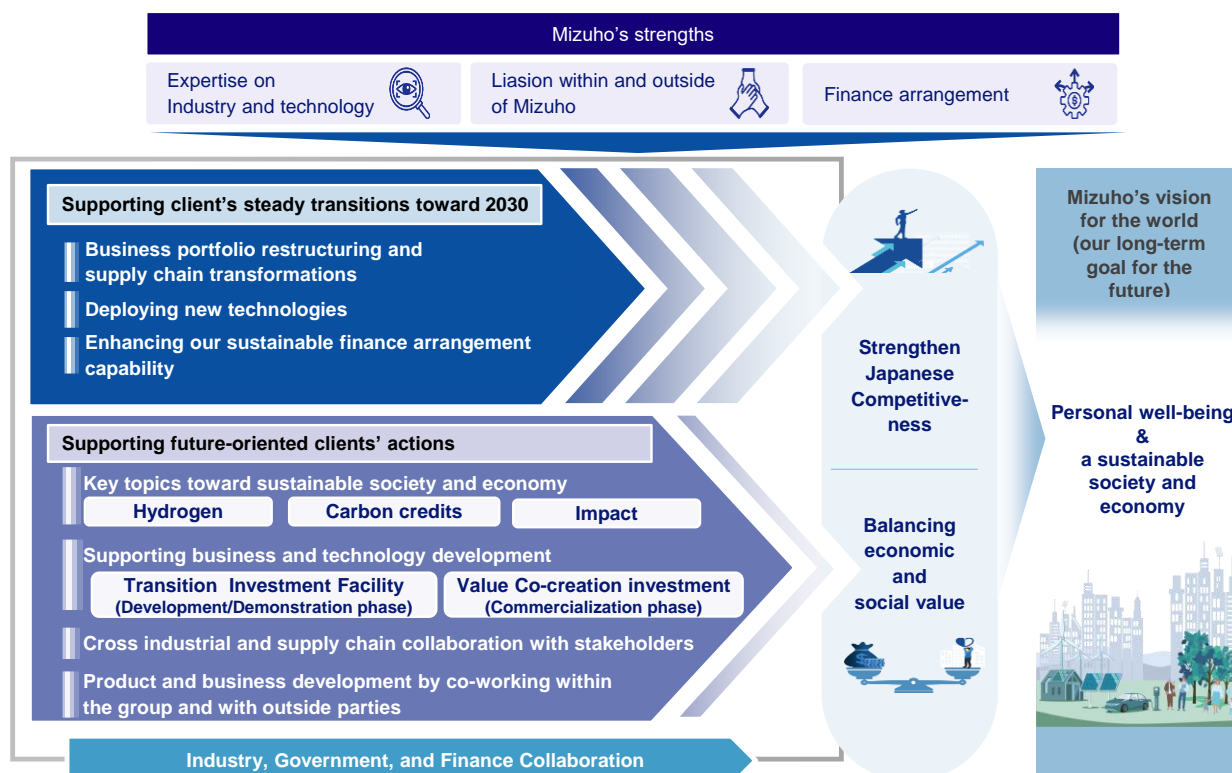 Mizuho's strengths
Expertise on
Industry and technology
Liasion within and outside
of Mizuho
Finance arrangement
Supporting client's steady transitions toward 2030
Business portfolio restructuring and
supply chain transformations
Deploying new technologies
Enhancing our sustainable finance arrangement
capability
Supporting future-oriented clients' actions
Key topics toward sustainable society and economy
Hydrogen
Carbon credits
Impact
Supporting business and technology development
Transition Investment Facility
(Development/Demonstration phase)
Value Co-creation investment
(Commercialization phase)
Cross industrial and supply chain collaboration with stakeholders
Product and business development by co-working within
the group and with outside parties
Industry, Government, and Finance Collaboration
Strengthen
Japanese
Competitive-
ness
Balancing
economic
and
social value
Mizuho's vision
for the world
(our long-term
goal for the
future)
Personal well-being
&
a sustainable
society and
economy